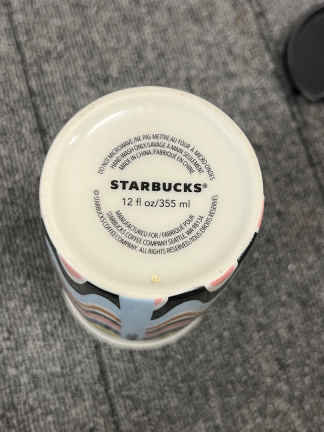 DO NOT MICROWAVE / NE PAS METTRE AU FOUR À MICRO-ONDES
HAND WASH ONLY / LAVAGE À MAIN SEULEMENT
MADE IN CHINA / FABRIQUÉ EN CHINE
STARBUCKS®
12 fl oz/355 ml
MANUFACTURED FOR / FABRIQUÉ POUR
STARBUCKS COFFEE COMPANY SEATTLE, WA 98134
© STARBUCKS COFFEE COMPANY. ALL RIGHTS RESERVED./TOUS DROITS RÉSERVÉS